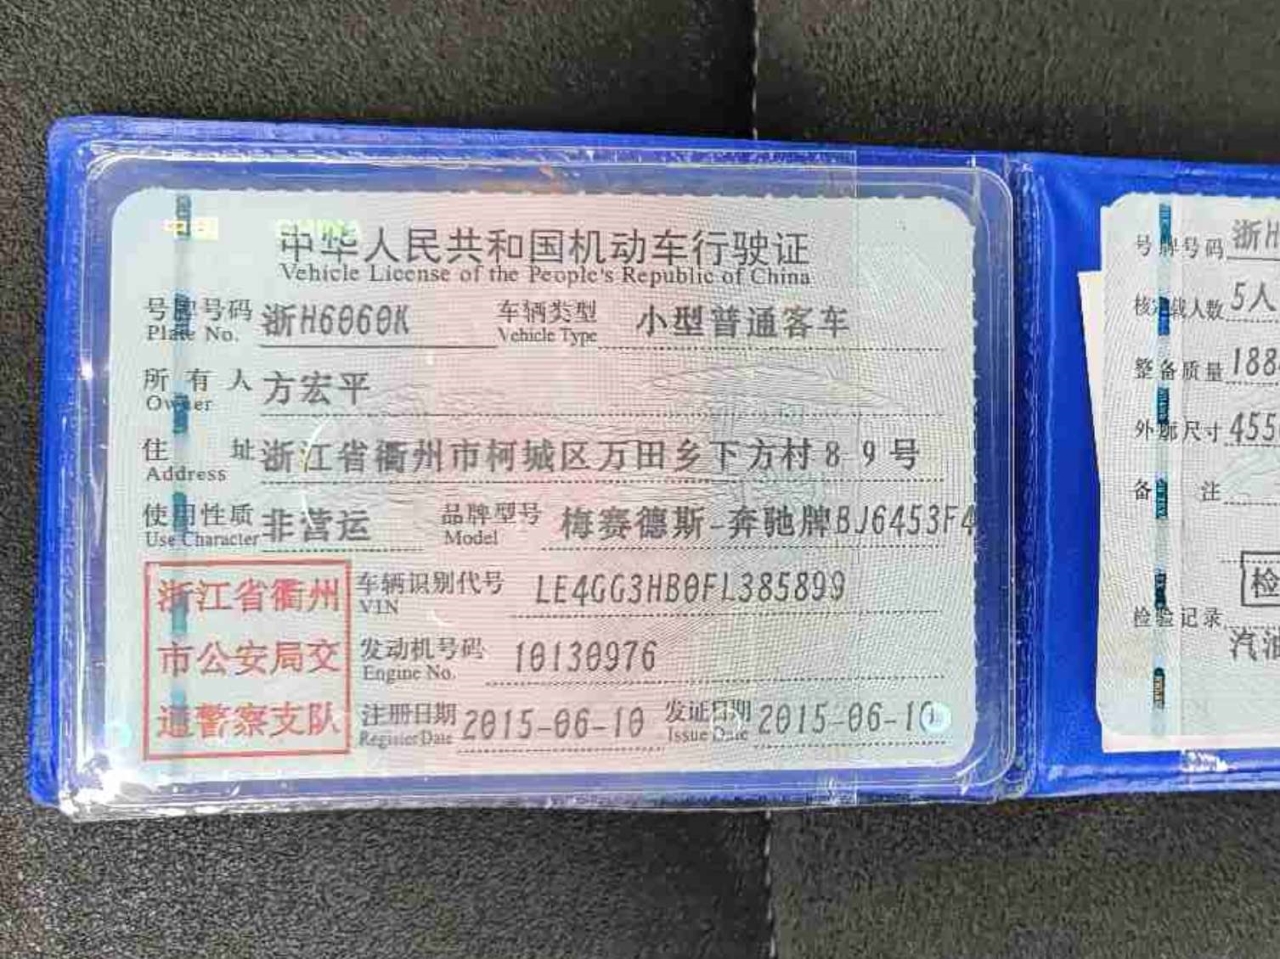 中国 CHINA
中华人民共和国机动车行驶证
Vehicle License of the People's Republic of China
号牌号码 浙H6060K 车辆类型 小型普通客车
Plate No. Vehicle Type
所有人 方宏平
Owner
住址 浙江省衢州市柯城区万田乡下方村89号
Address
使用性质 非营运 品牌型号 梅赛德斯-奔驰牌BJ6453F4
Use Character Model
浙江省衢州
市公安局交
通警察支队
车辆识别代号 LE4GG3HB0FL385899
VIN
发动机号码 10130976
Engine No.
注册日期 2015-06-10 发证日期 2015-06-10
Register Date Issue Date
号牌号码 浙H
核定载人数 5人
整备质量 188
外廓尺寸 455
备注
检
检验记录
汽油